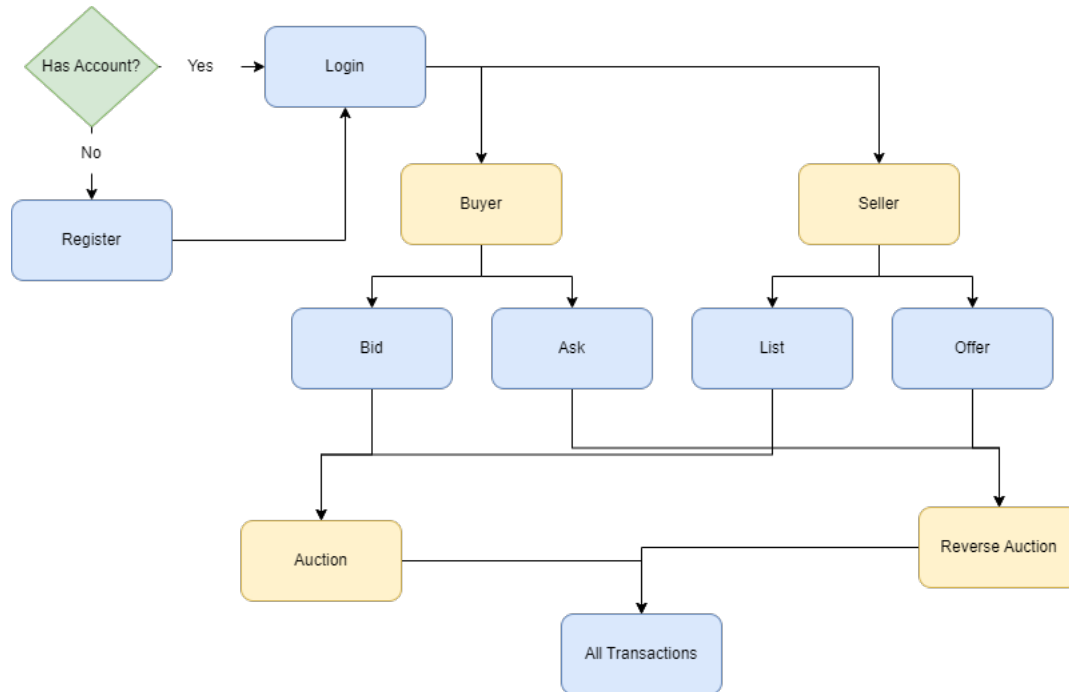 Has Account?
Yes
Login
No
Register
Buyer
Seller
Bid
Ask
List
Offer
Auction
Reverse Auction
All Transactions